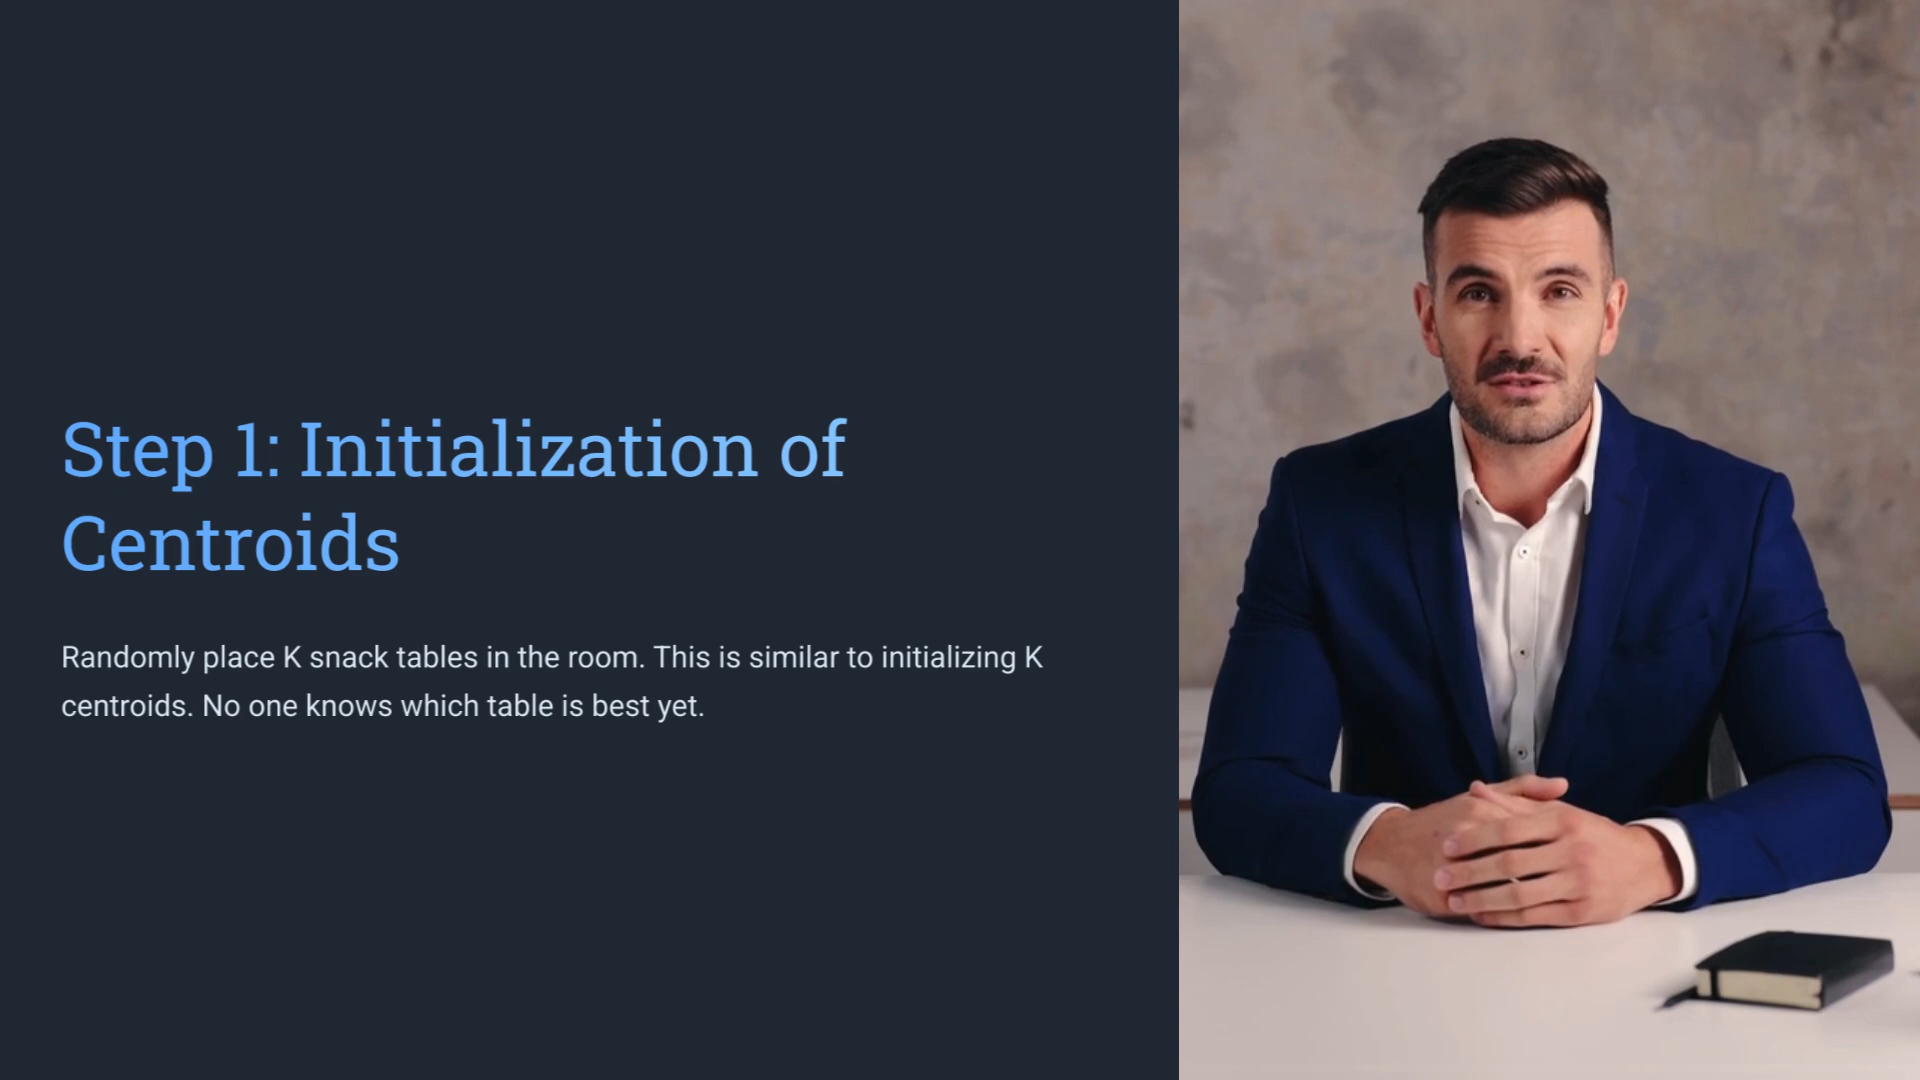 Step 1: Initialization of
Centroids
Randomly place K snack tables in the room. This is similar to initializing K
centroids. No one knows which table is best yet.